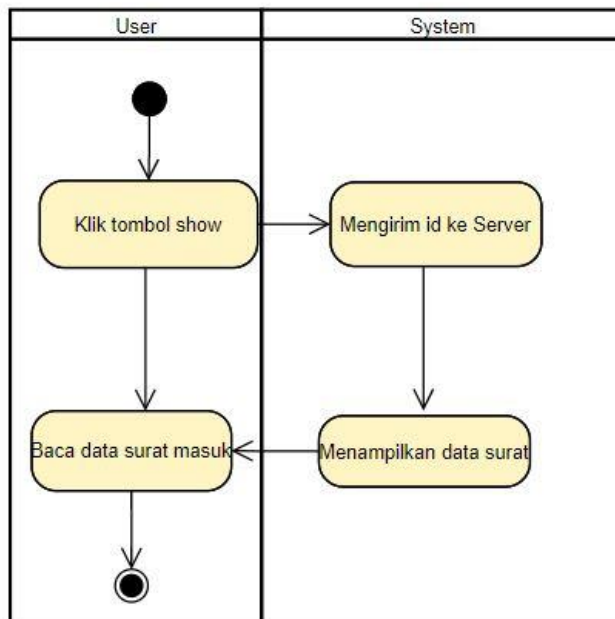 User
System
Klik tombol show
Mengirim id ke Server
Baca data surat masuk
Menampilkan data surat